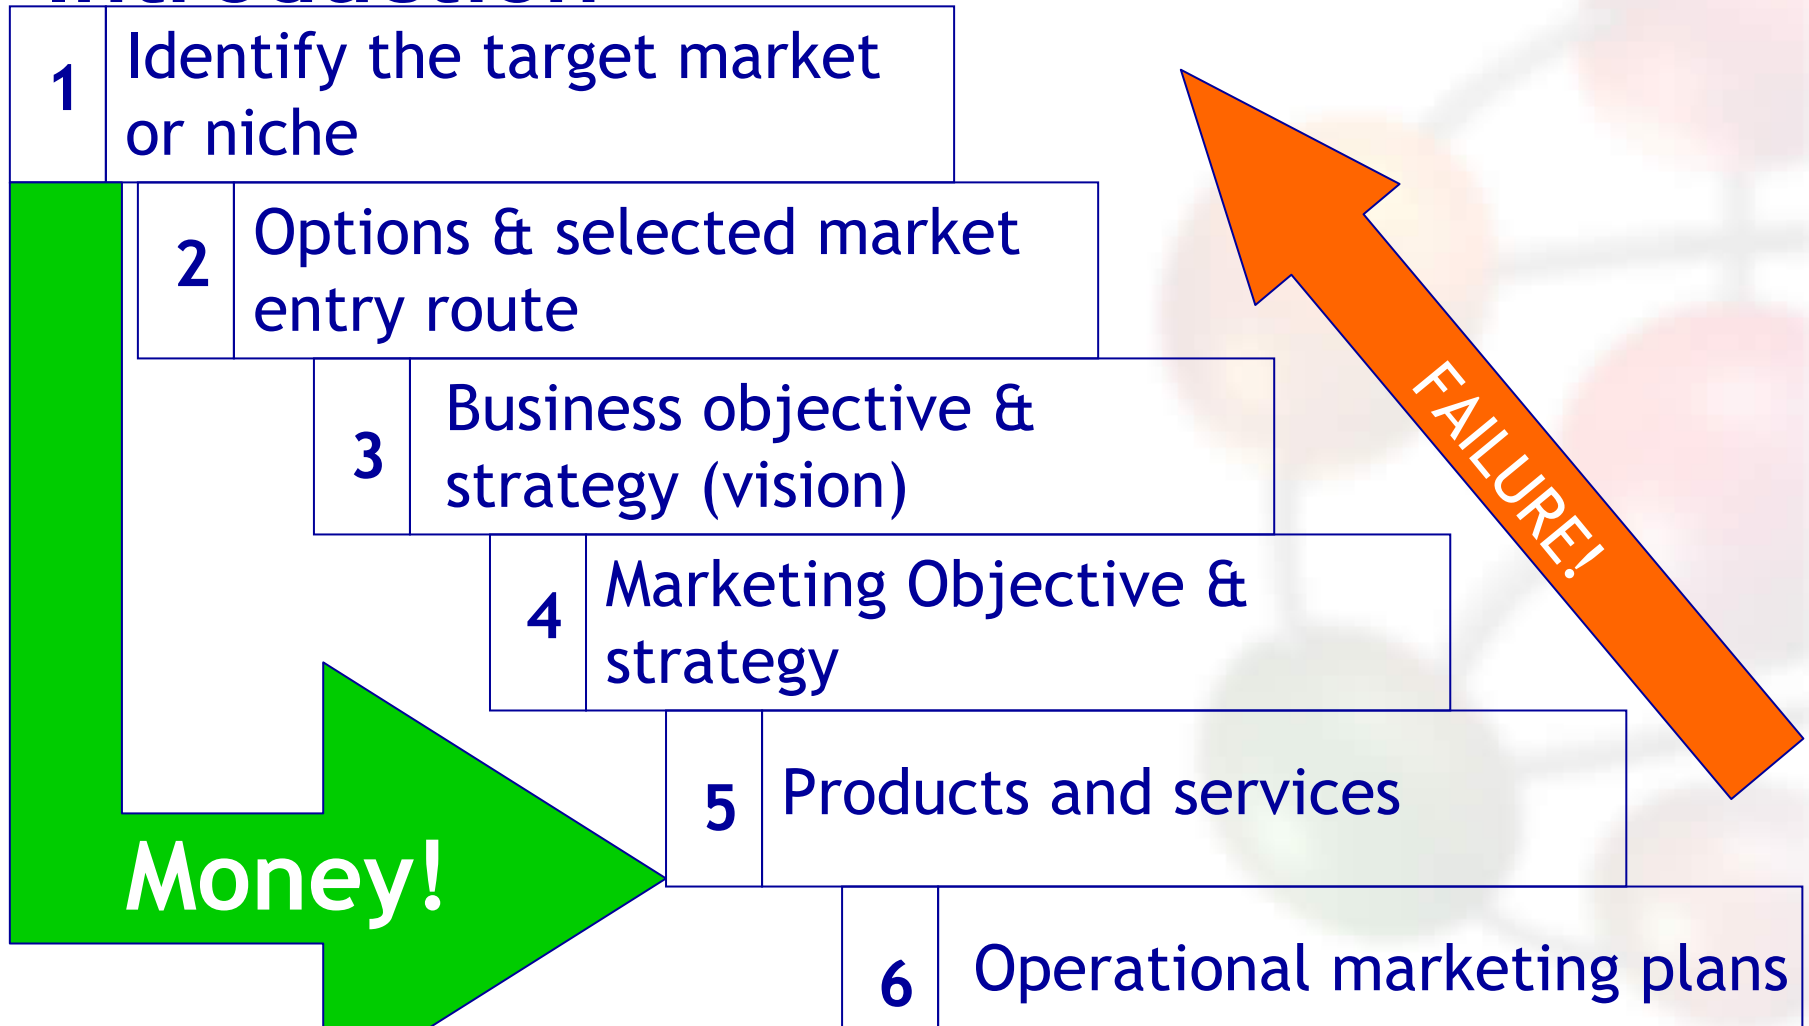 Introduction
1
Identify the target market
or niche
2
Options & selected market
entry route
3
Business objective &
strategy (vision)
4
Marketing Objective &
strategy
5
Products and services
6
Operational marketing plans
Money!
FAILURE!